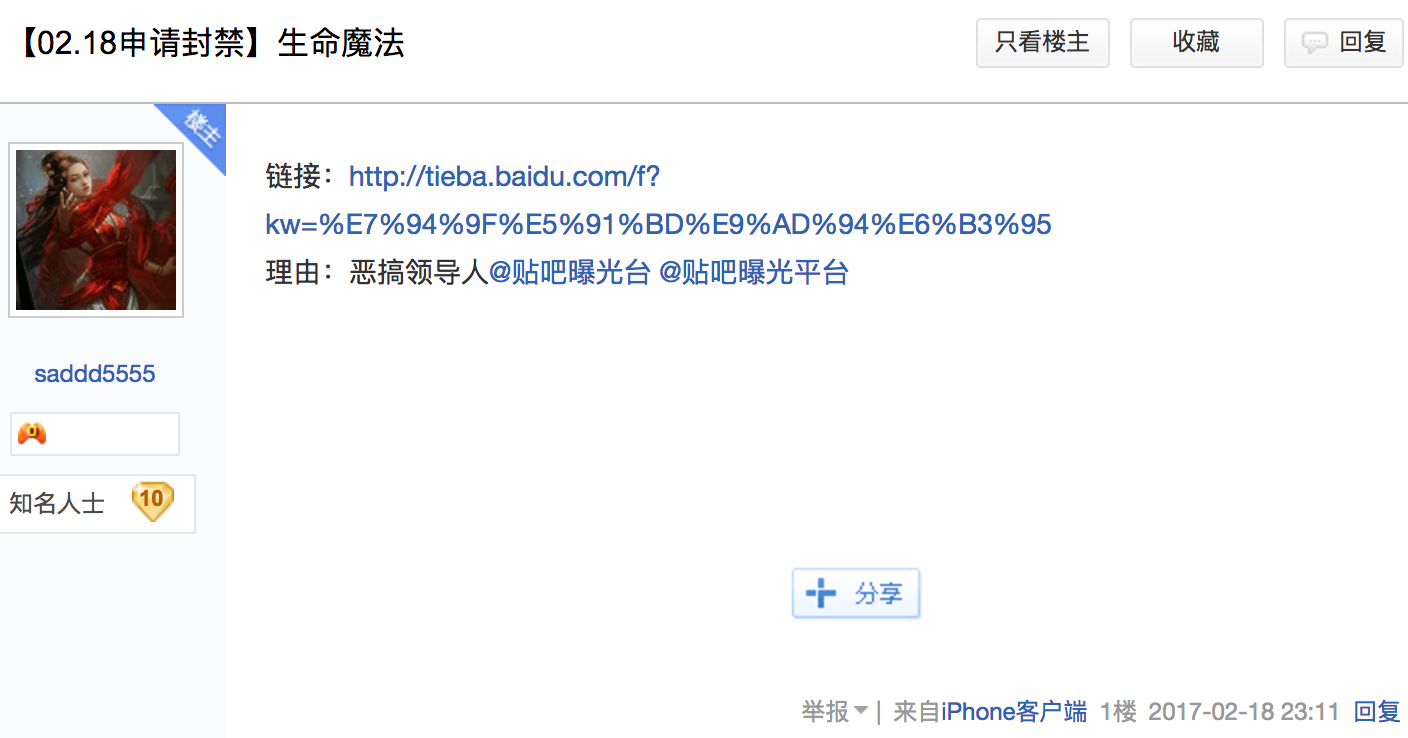 【02.18申请封禁】生命魔法
只看楼主
收藏
回复
楼主
链接：http://tieba.baidu.com/f?
kw=%E7%94%9F%E5%91%BD%E9%AD%94%E6%B3%95
理由：恶搞领导人@贴吧曝光台 @贴吧曝光平台
saddd5555
知名人士 10
分享
举报 | 来自iPhone客户端 1楼 2017-02-18 23:11 回复